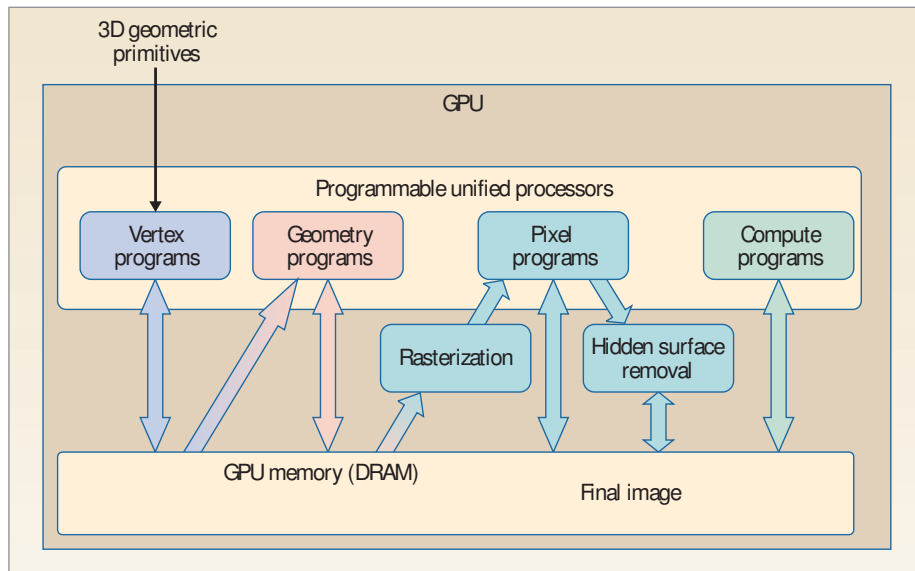 3D geometric
primitives
GPU
Programmable unified processors
Vertex
programs
Geometry
programs
Pixel
programs
Compute
programs
Rasterization
Hidden surface
removal
GPU memory (DRAM)
Final image